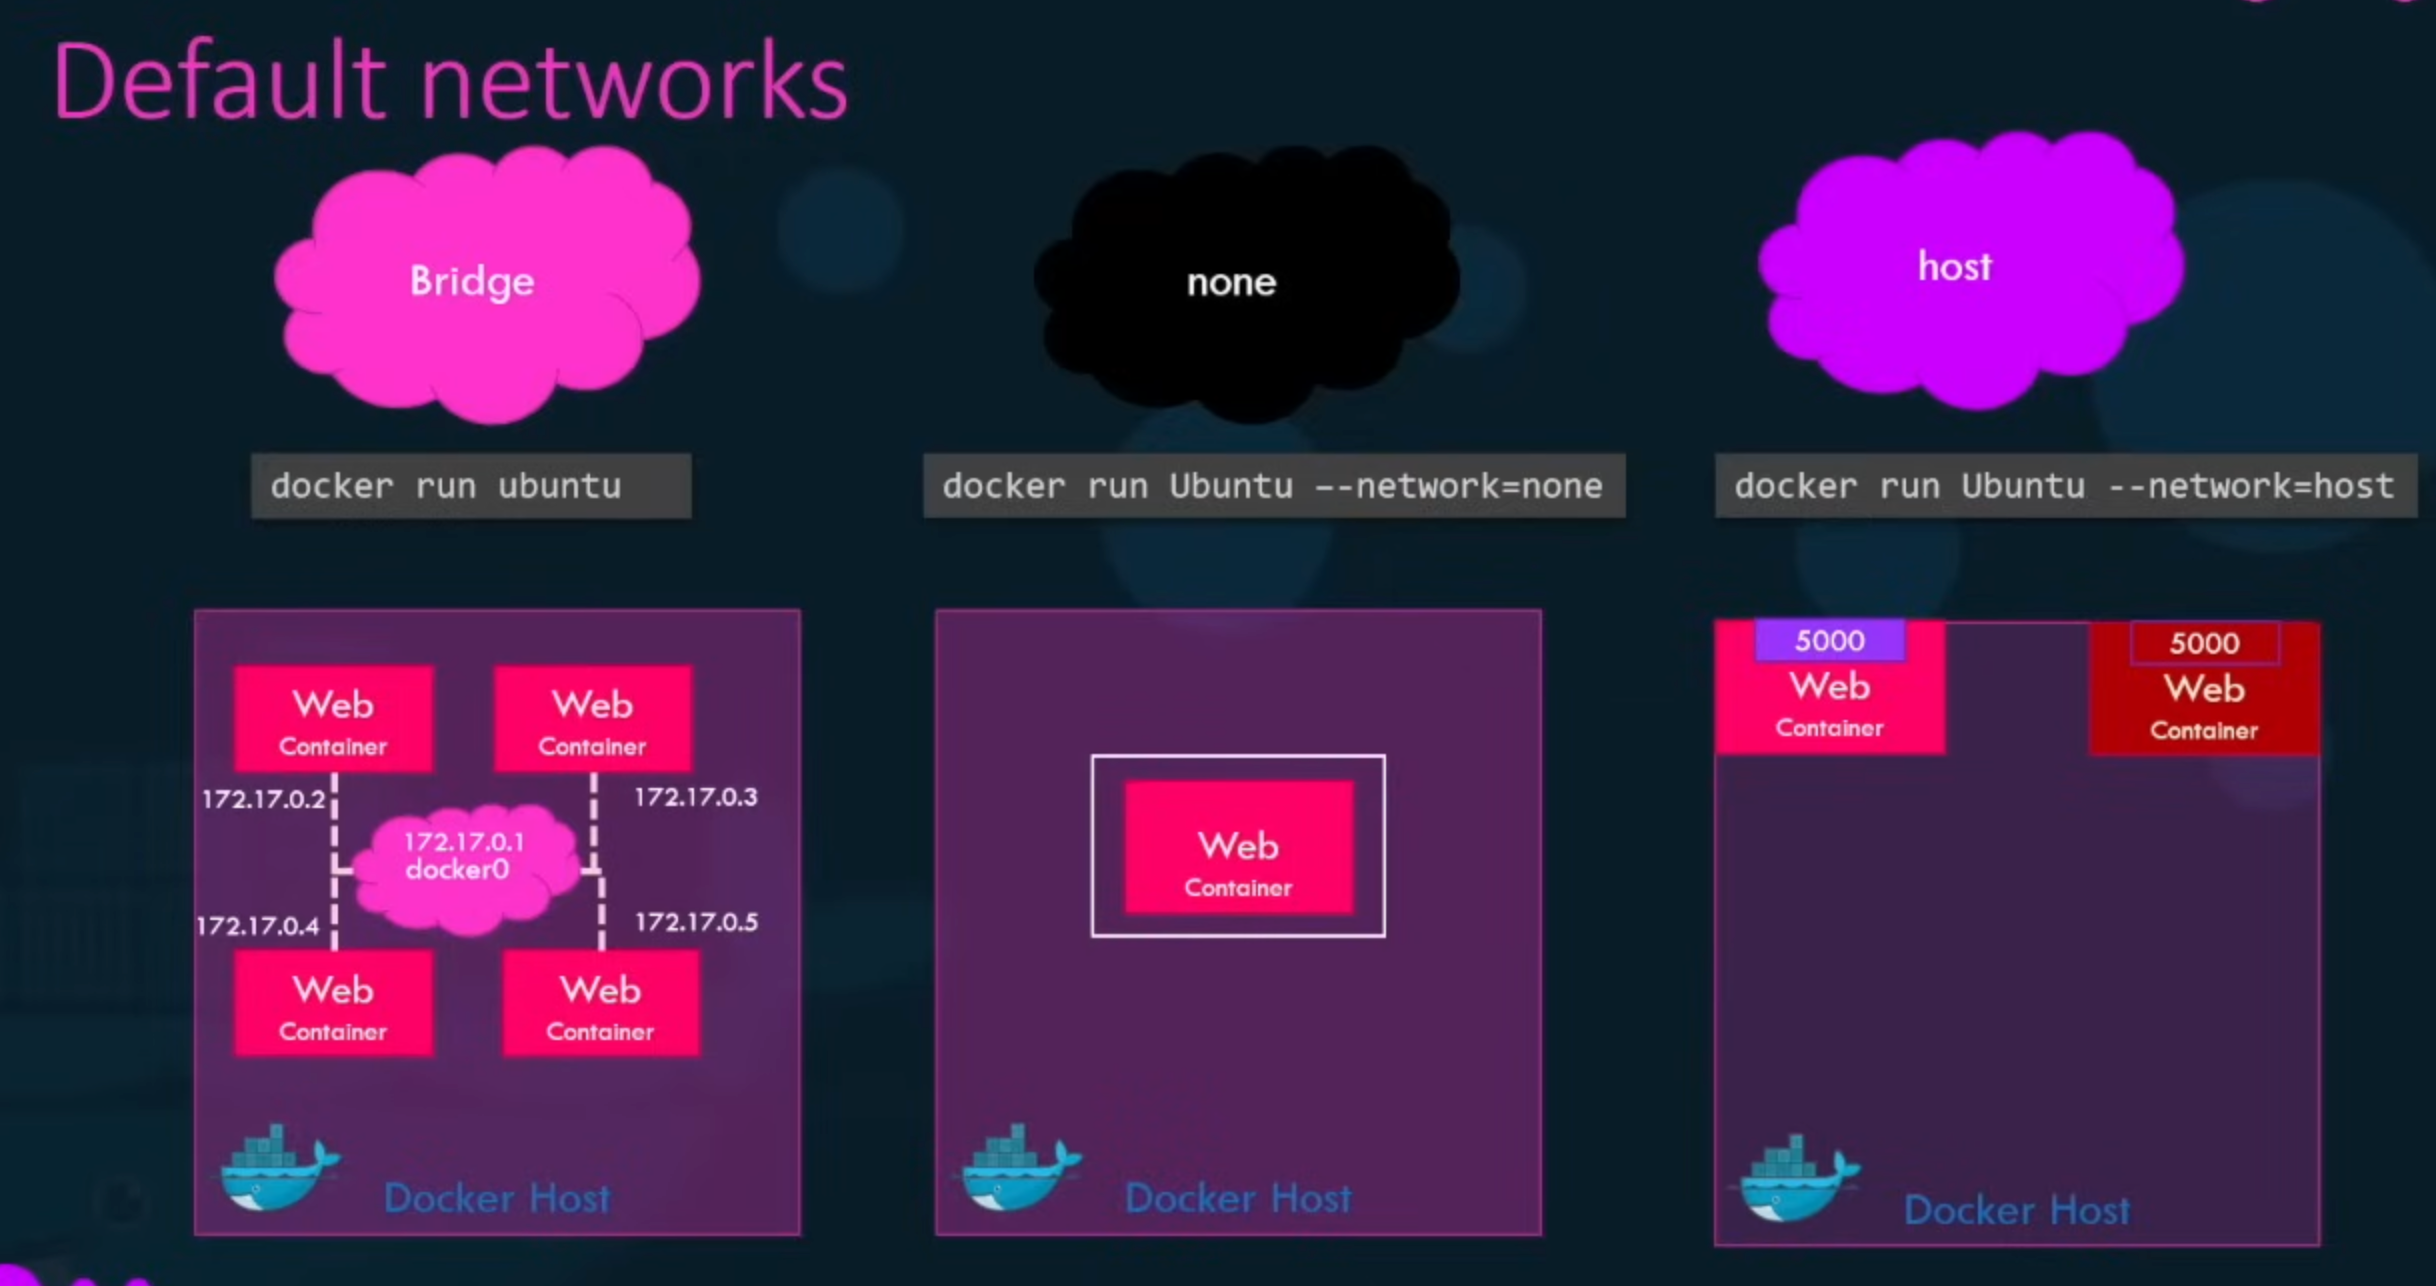 Default networks
Bridge
none
host
docker run ubuntu
docker run Ubuntu --network=none
docker run Ubuntu --network=host
Web
Container
Web
Container
172.17.0.2
172.17.0.3
172.17.0.1
docker0
172.17.0.4
172.17.0.5
Web
Container
Web
Container
Docker Host
Web
Container
Docker Host
5000
Web
Container
5000
Web
Container
Docker Host